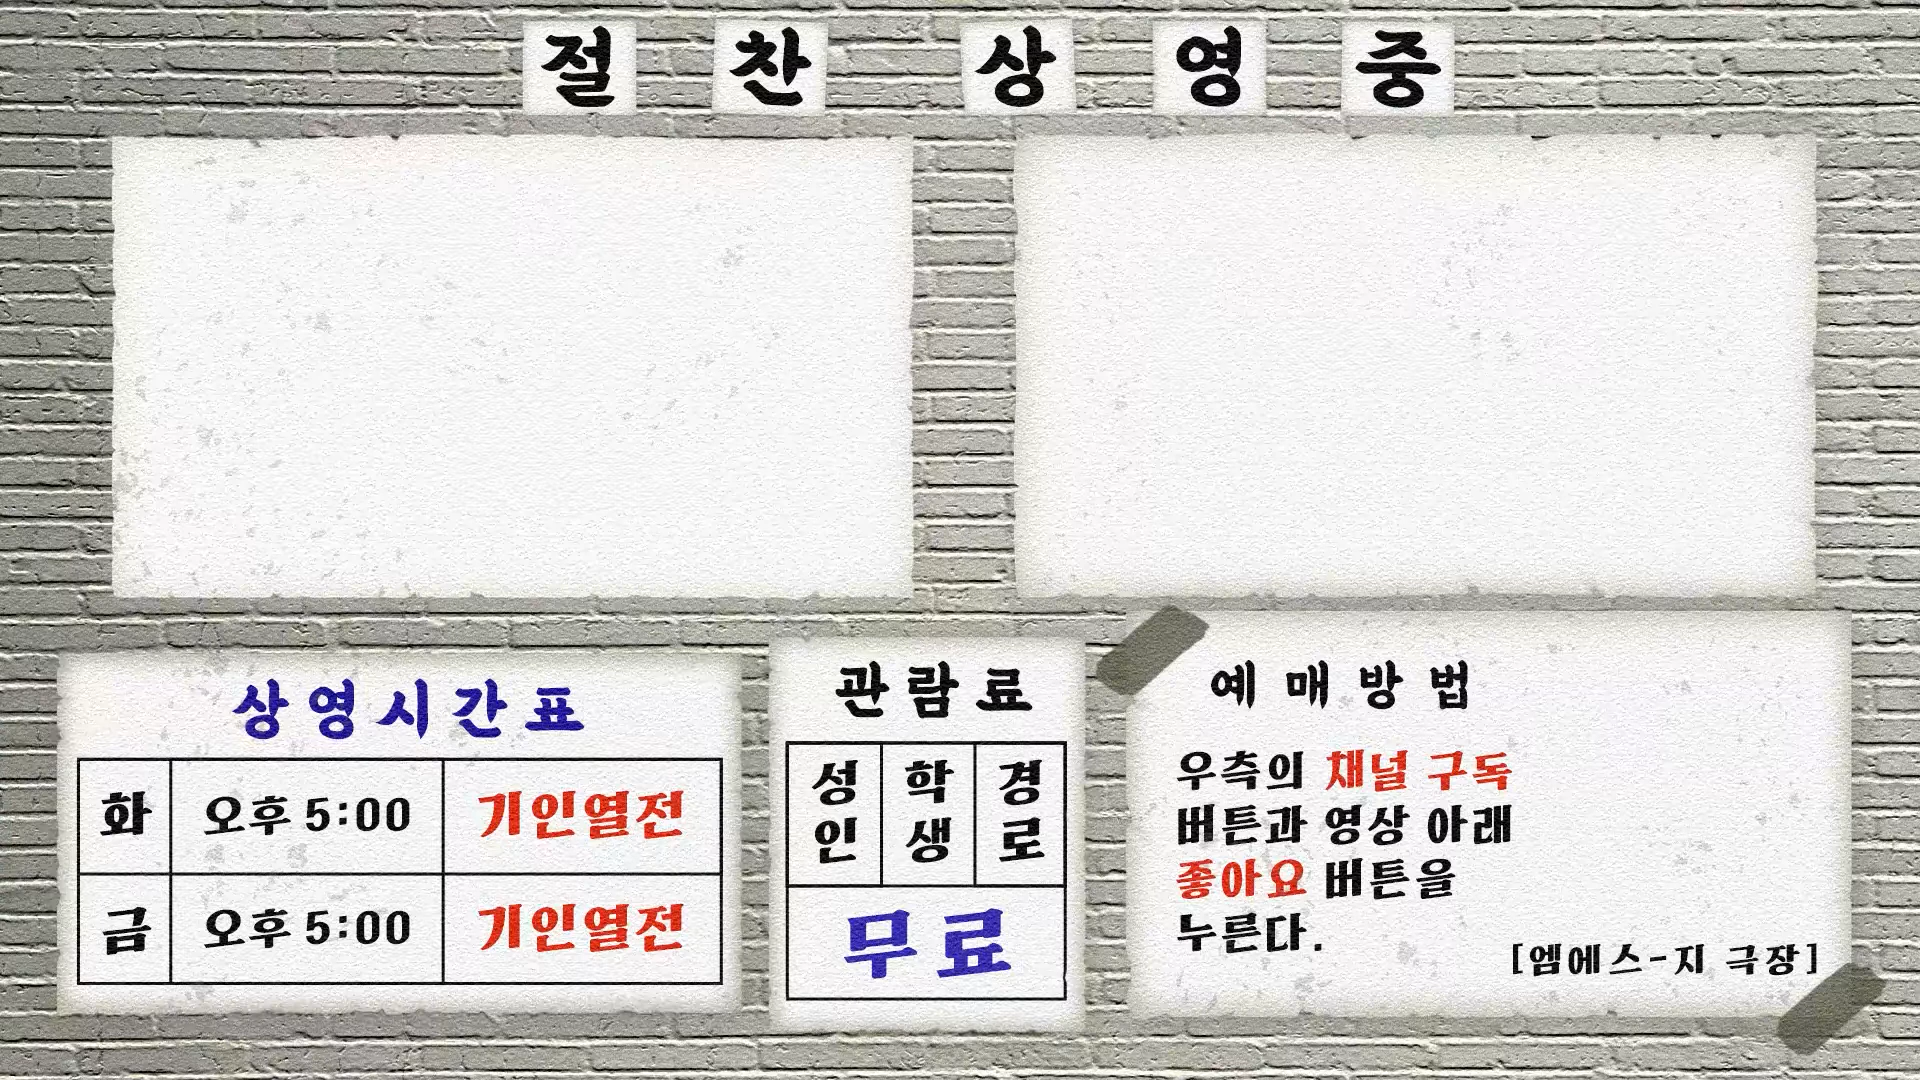 절찬 상영중
상영시간표
화 오후 5:00 기인열전
금 오후 5:00 기인열전
관람료
성인 학생 경로
무료
예매방법
우측의 채널 구독
버튼과 영상 아래
좋아요 버튼을
누른다.
[엠에스-지 극장]